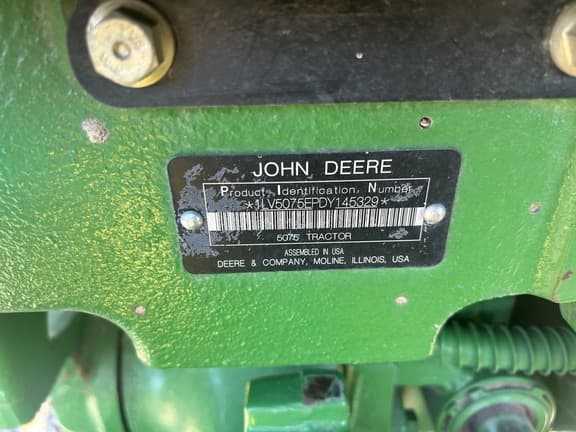 JOHN DEERE
Product Identification Number
*1LV5075EPDY145329*
5075 TRACTOR
ASSEMBLED IN USA
DEERE & COMPANY, MOLINE, ILLINOIS, USA